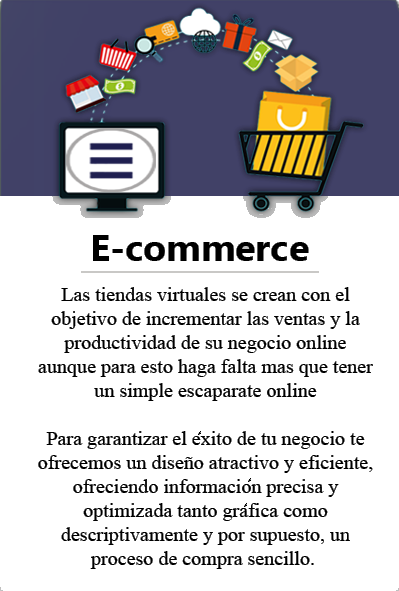 E-commerce
Las tiendas virtuales se crean con el
objetivo de incrementar las ventas y la
productividad de su negocio online
aunque para esto haga falta mas que tener
un simple escaparate online
Para garantizar el éxito de tu negocio te
ofrecemos un diseño atractivo y eficiente,
ofreciendo información precisa y
optimizada tanto gráfica como
descriptivamente y por supuesto, un
proceso de compra sencillo.